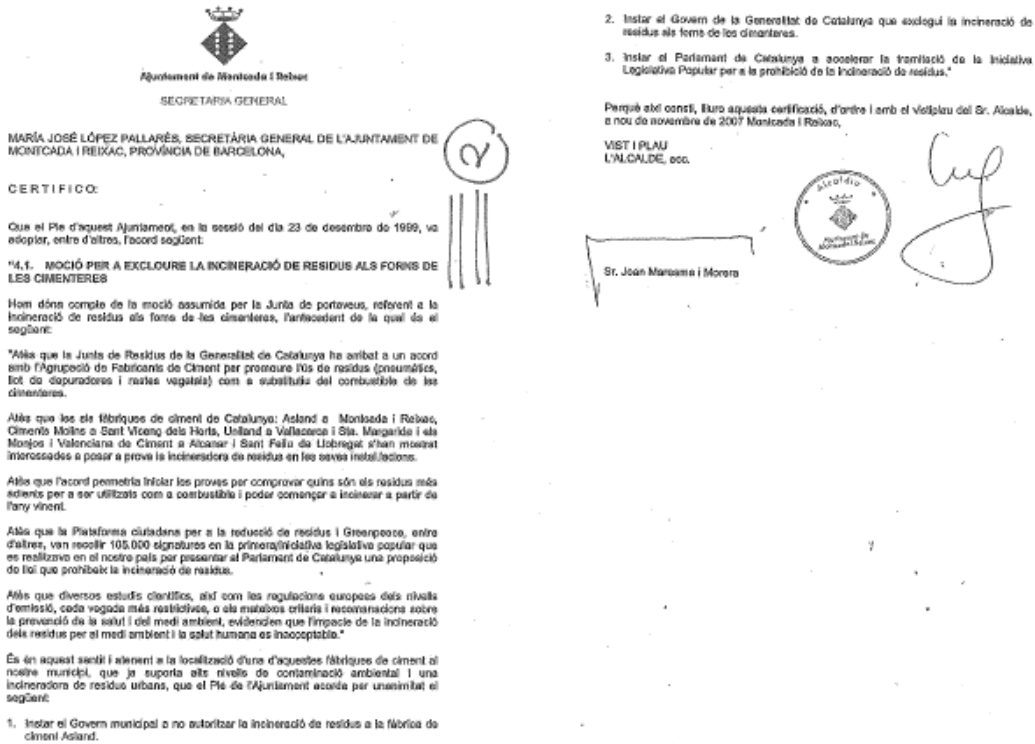 Ajuntament de Montcada i Reixac
SECRETARIA GENERAL
MARÍA JOSÉ LÓPEZ PALLARÈS, SECRETÀRIA GENERAL DE L'AJUNTAMENT DE
MONTCADA I REIXAC, PROVÍNCIA DE BARCELONA,
2
CERTIFICO:
Que el Ple d'aquest Ajuntament, en la sessió del dia 23 de desembre de 1999, va
adoptar, entre d'altres, l'acord següent:
"4.1. MOCIÓ PER A EXCLOURE LA INCINERACIÓ DE RESIDUS ALS FORNS DE
LES CIMENTERES
Hom dóna compte de la moció assumida per la Junta de portaveus, referent a la
incineració de residus als forns de les cimenteres, l'antecedent de la qual és el
següent:
"Atès que la Junta de Residus de la Generalitat de Catalunya ha arribat a un acord
amb l'Agrupació de Fabricants de Ciment per promoure l'ús de residus (pneumàtics,
llot de depuradores i restes vegetals) com a substitutiu del combustible de les
cimenteres.
Atès que les els fàbriques de ciment de Catalunya: Asland a Montcada i Reixac,
Ciments Molins a Sant Vicenç dels Horts, Uniland a Vallcarca i Sta. Margarida i els
Monjos i Valenciana de Ciment a Alcanar i Sant Feliu de Llobregat s'han mostrat
interessades a posar a prova la incineradora de residus en les seves instal.lacions.
Atès que l'acord permetria iniciar les proves per comprovar quins són els residus més
adients per a ser utilitzats com a combustible i poder començar a incinerar a partir de
l'any vinent.
Atès que la Plataforma ciutadana per a la reducció de residus i Greenpeace, entre
d'altres, van recollir 105.000 signatures en la primera iniciativa legislativa popular que
es realitzava en el nostre país per presentar al Parlament de Catalunya una proposició
de llei que prohibeix la incineració de residus.
Atès que diversos estudis científics, així com les regulacions europees dels nivells
d'emissió, cada vegada més restrictives, o els mateixos criteris i recomanacions sobre
la prevenció de la salut i del medi ambient, evidencien que l'impacte de la incineració
dels residus per al medi ambient i la salut humana es inacceptable."
És en aquest sentit i atenent a la localització d'una d'aquestes fàbriques de ciment al
nostre municipi, que ja suporta alts nivells de contaminació ambiental i una
incineradora de residus urbans, que el Ple de l'Ajuntament acorda per unanimitat el
següent:
1. Instar el Govern municipal a no autoritzar la incineració de residus a la fàbrica de
ciment Asland.
2. Instar el Govern de la Generalitat de Catalunya que exclogui la incineració de
residus als forns de les cimenteres.
3. Instar el Parlament de Catalunya a accelerar la tramitació de la Iniciativa
Legislativa Popular per a la prohibició de la incineració de residus."
Perquè així consti, lliuro aquesta certificació, d'ordre i amb el vistiplau del Sr. Alcalde,
a nou de novembre de 2007 Montcada i Reixac,
VIST I PLAU
L'ALCALDE, acc.
Alcaldia
Ajuntament de
Montcada i Reixac
Sr. Joan Maresma i Morera